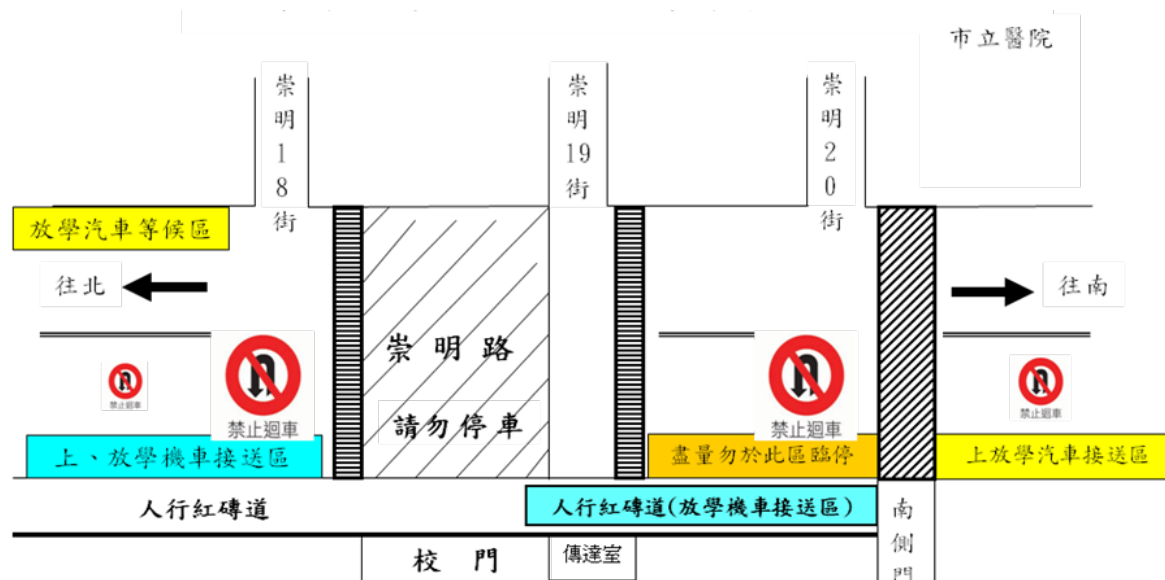 市立醫院
崇明18街
崇明19街
崇明20街
放學汽車等候區
往北
往南
崇明路
請勿停車
禁止迴車
禁止迴車
禁止迴車
禁止迴車
上、放學機車接送區
盡量勿於此區臨停
上放學汽車接送區
人行紅磚道
人行紅磚道(放學機車接送區)
校門
傳達室
南側門